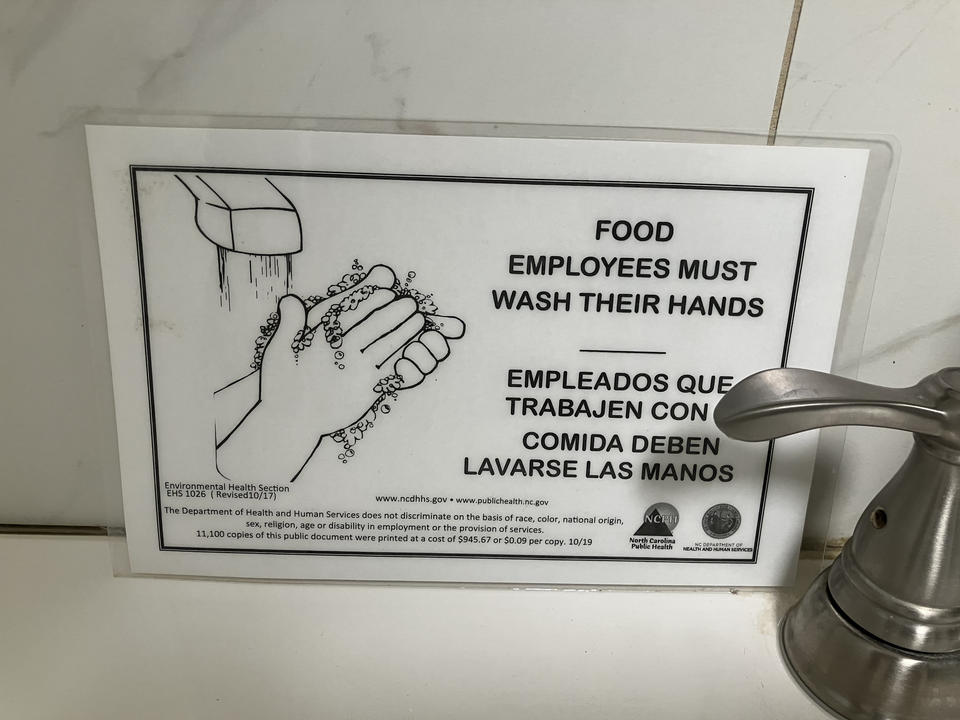 FOOD
EMPLOYEES MUST
WASH THEIR HANDS
EMPLEADOS QUE
TRABAJEN CON
COMIDA DEBEN
LAVARSE LAS MANOS
Environmental Health Section
EHS 1026 ( Revised10/17)
www.ncdhhs.gov • www.publichealth.nc.gov
The Department of Health and Human Services does not discriminate on the basis of race, color, national origin,
sex, religion, age or disability in employment or the provision of services.
11,100 copies of this public document were printed at a cost of $945.67 or $0.09 per copy. 10/19
NCPH
North Carolina
Public Health
NC DEPARTMENT OF
HEALTH AND HUMAN SERVICES